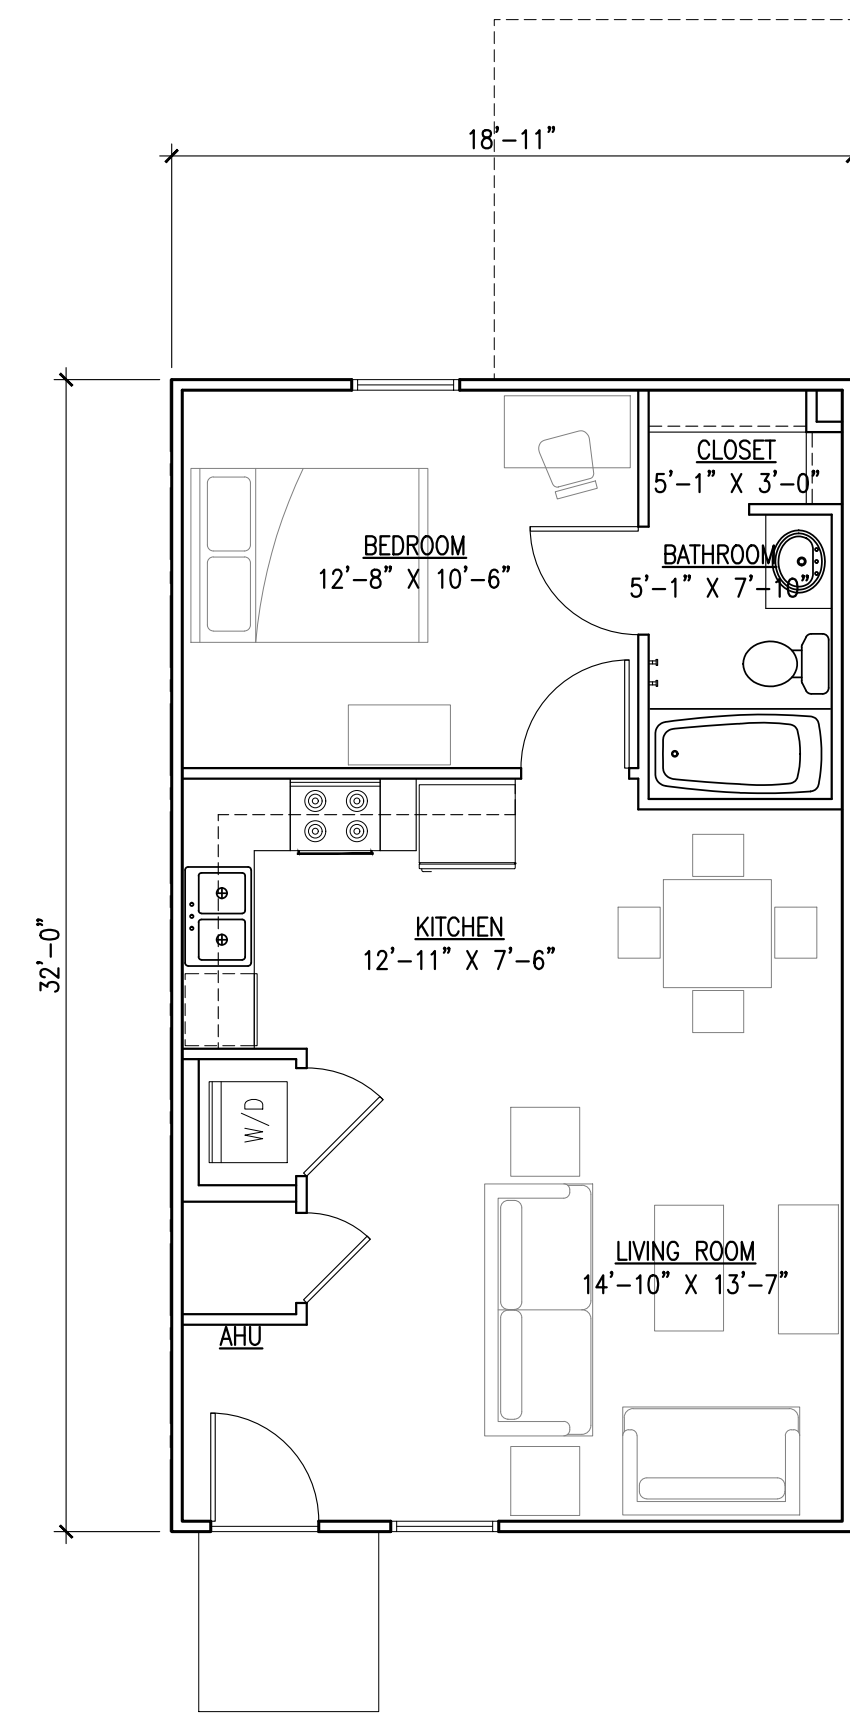 18'-11"
CLOSET
5'-1" X 3'-0"
BEDROOM
12'-8" X 10'-6"
BATHROOM
5'-1" X 7'-10"
32'-0"
KITCHEN
12'-11" X 7'-6"
W/D
LIVING ROOM
14'-10" X 13'-7"
AHU